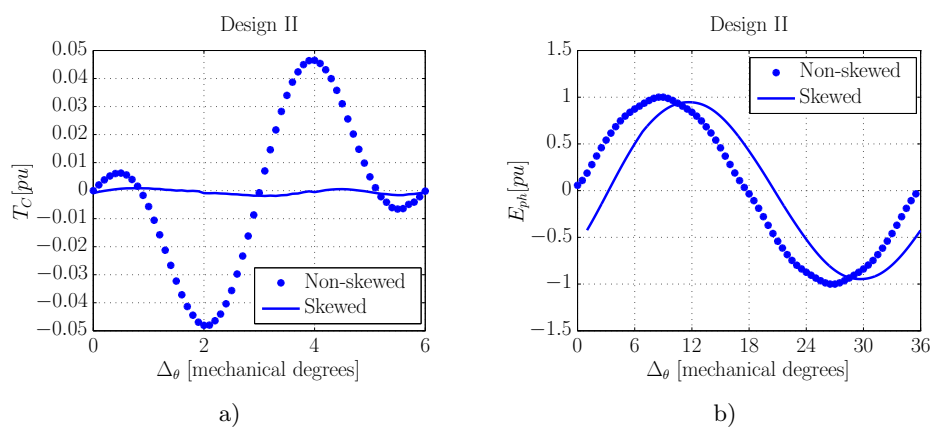 Design II
0.05
0.04
0.03
0.02
0.01
0
−0.01
−0.02
−0.03
−0.04
−0.05
T_C[pu]
Non-skewed
Skewed
0 2 4 6
Δ_θ [mechanical degrees]
a)
Design II
1.5
1
0.5
0
−0.5
−1
−1.5
E_ph[pu]
Non-skewed
Skewed
0 6 12 18 24 30 36
Δ_θ [mechanical degrees]
b)